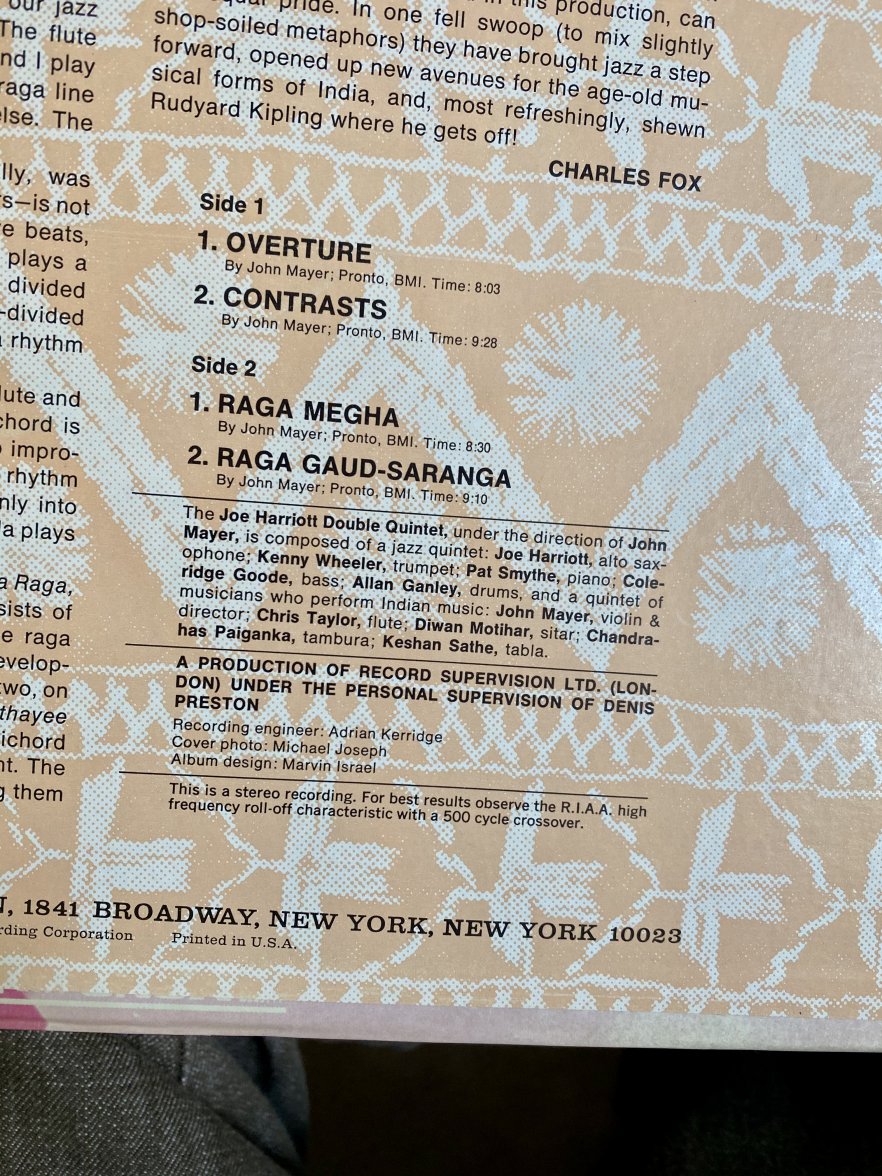 our jazz
The flute
nd I play
raga line
else. The
lly, was
rs—is not
re beats,
plays a
divided
-divided
rhythm
lute and
chord is
impro-
rhythm
nly into
la plays
a Raga,
sists of
e raga
evelop-
two, on
thayee
ichord
nt. The
g them
pride. In one fell swoop (to mix slightly
shop-soiled metaphors) they have brought jazz a step
forward, opened up new avenues for the age-old mu-
sical forms of India, and, most refreshingly, shewn
Rudyard Kipling where he gets off!
CHARLES FOX
Side 1
1. OVERTURE
By John Mayer; Pronto, BMI. Time: 8:03
2. CONTRASTS
By John Mayer; Pronto, BMI. Time: 9:28
Side 2
1. RAGA MEGHA
By John Mayer; Pronto, BMI. Time: 8:30
2. RAGA GAUD-SARANGA
By John Mayer; Pronto, BMI. Time: 9:10
The Joe Harriott Double Quintet, under the direction of John
Mayer, is composed of a jazz quintet: Joe Harriott, alto sax-
ophone; Kenny Wheeler, trumpet; Pat Smythe, piano; Cole-
ridge Goode, bass; Allan Ganley, drums, and a quintet of
musicians who perform Indian music: John Mayer, violin &
director; Chris Taylor, flute; Diwan Motihar, sitar; Chandra-
has Paiganka, tambura; Keshan Sathe, tabla.
A PRODUCTION OF RECORD SUPERVISION LTD. (LON-
DON) UNDER THE PERSONAL SUPERVISION OF DENIS
PRESTON
Recording engineer: Adrian Kerridge
Cover photo: Michael Joseph
Album design: Marvin Israel
This is a stereo recording. For best results observe the R.I.A.A. high
frequency roll-off characteristic with a 500 cycle crossover.
, 1841 BROADWAY, NEW YORK, NEW YORK 10023
rding Corporation Printed in U.S.A.